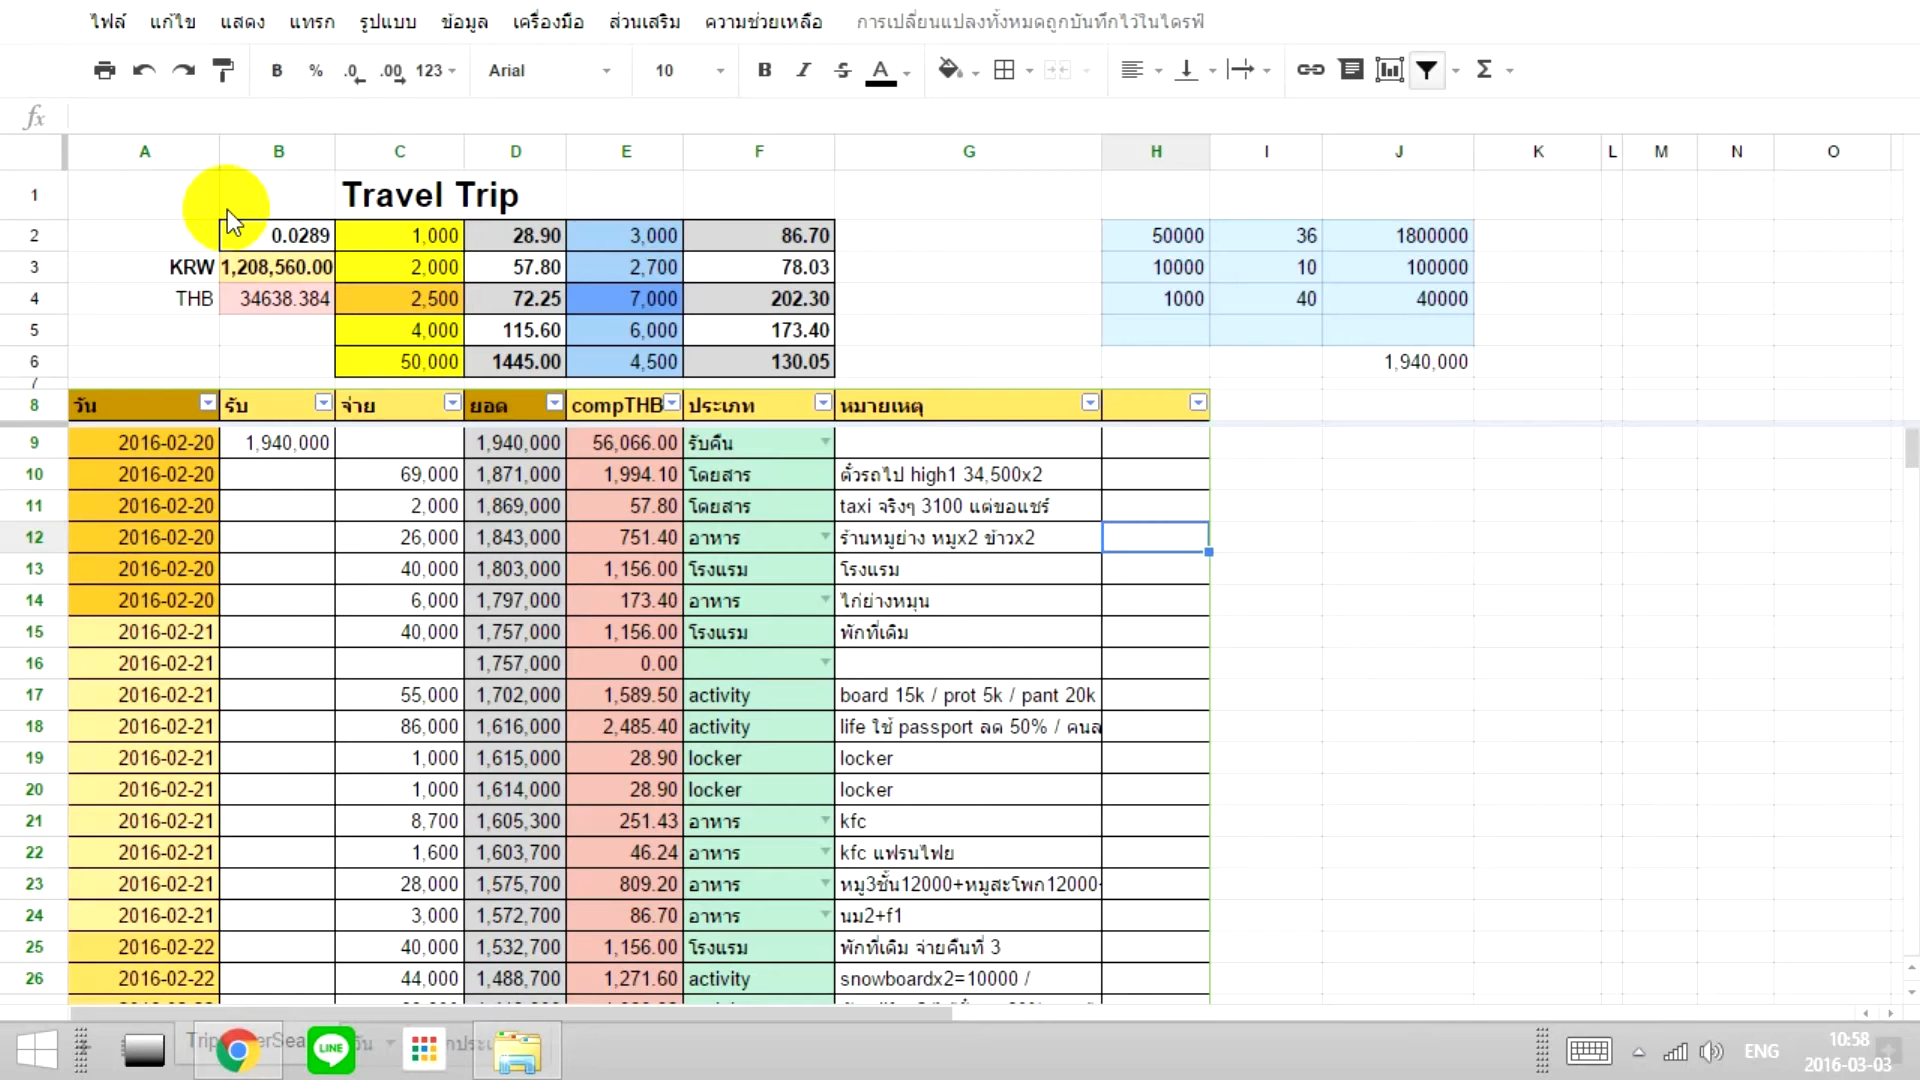 ไฟล์ แก้ไข แสดง แทรก รูปแบบ ข้อมูล เครื่องมือ ส่วนเสริม ความช่วยเหลือ การเปลี่ยนแปลงทั้งหมดถูกบันทึกไว้ในไดรฟ์
B % .0 .00 123 Arial 10 B I S A Σ
fx
A B C D E F G H I J K L M N O
1 Travel Trip
2 0.0289 1,000 28.90 3,000 86.70 50000 36 1800000
3 KRW 1,208,560.00 2,000 57.80 2,700 78.03 10000 10 100000
4 THB 34638.384 2,500 72.25 7,000 202.30 1000 40 40000
5 4,000 115.60 6,000 173.40
6 50,000 1445.00 4,500 130.05 1,940,000
7
8 วัน รับ จ่าย ยอด compTHB ประเภท หมายเหตุ
9 2016-02-20 1,940,000 1,940,000 56,066.00 รับคืน
10 2016-02-20 69,000 1,871,000 1,994.10 โดยสาร ตั๋วรถไป high1 34,500x2
11 2016-02-20 2,000 1,869,000 57.80 โดยสาร taxi จริงๆ 3100 แต่ขอแชร์
12 2016-02-20 26,000 1,843,000 751.40 อาหาร ร้านหมูย่าง หมูx2 ข้าวx2
13 2016-02-20 40,000 1,803,000 1,156.00 โรงแรม โรงแรม
14 2016-02-20 6,000 1,797,000 173.40 อาหาร ไก่ย่างหมุน
15 2016-02-21 40,000 1,757,000 1,156.00 โรงแรม พักที่เดิม
16 2016-02-21 1,757,000 0.00
17 2016-02-21 55,000 1,702,000 1,589.50 activity board 15k / prot 5k / pant 20k
18 2016-02-21 86,000 1,616,000 2,485.40 activity life ใช้ passport ลด 50% / คนล
19 2016-02-21 1,000 1,615,000 28.90 locker locker
20 2016-02-21 1,000 1,614,000 28.90 locker locker
21 2016-02-21 8,700 1,605,300 251.43 อาหาร kfc
22 2016-02-21 1,600 1,603,700 46.24 อาหาร kfc แฟรนไฟย
23 2016-02-21 28,000 1,575,700 809.20 อาหาร หมู3ชั้น12000+หมูสะโพก12000
24 2016-02-21 3,000 1,572,700 86.70 อาหาร นม2+f1
25 2016-02-22 40,000 1,532,700 1,156.00 โรงแรม พักที่เดิม จ่ายคืนที่ 3
26 2016-02-22 44,000 1,488,700 1,271.60 activity snowboardx2=10000 /
LINE ENG 10:58
2016-03-03